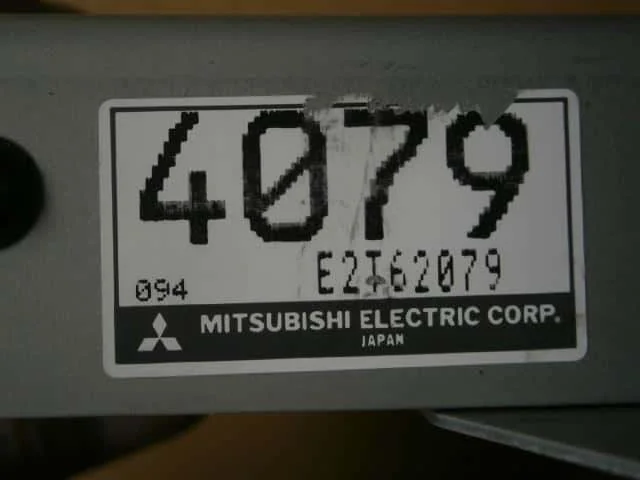 4079
E2T62079
094
MITSUBISHI ELECTRIC CORP.
JAPAN